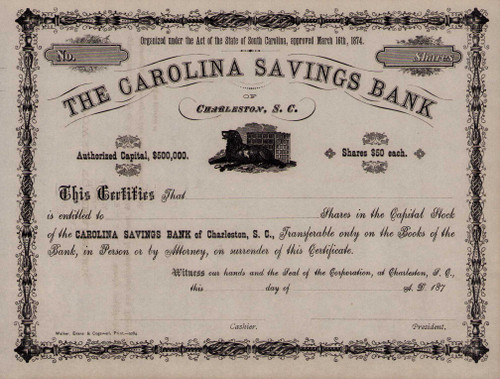 Organized under the Act of the State of South Carolina, approved March 16th, 1874.
No.
Shares
THE CAROLINA SAVINGS BANK
OF
CHARLESTON, S. C.
Authorized Capital, $500,000.
Shares $50 each.
This Certifies That
is entitled to Shares in the Capital Stock
of the CAROLINA SAVINGS BANK of Charleston, S. C., Transferable only on the Books of the
Bank, in Person or by Attorney, on surrender of this Certificate.
Witness our hands and the Seal of the Corporation, at Charleston, S. C.,
this day of A. D. 187
Cashier.
President.
Walker, Evans & Cogswell, Print